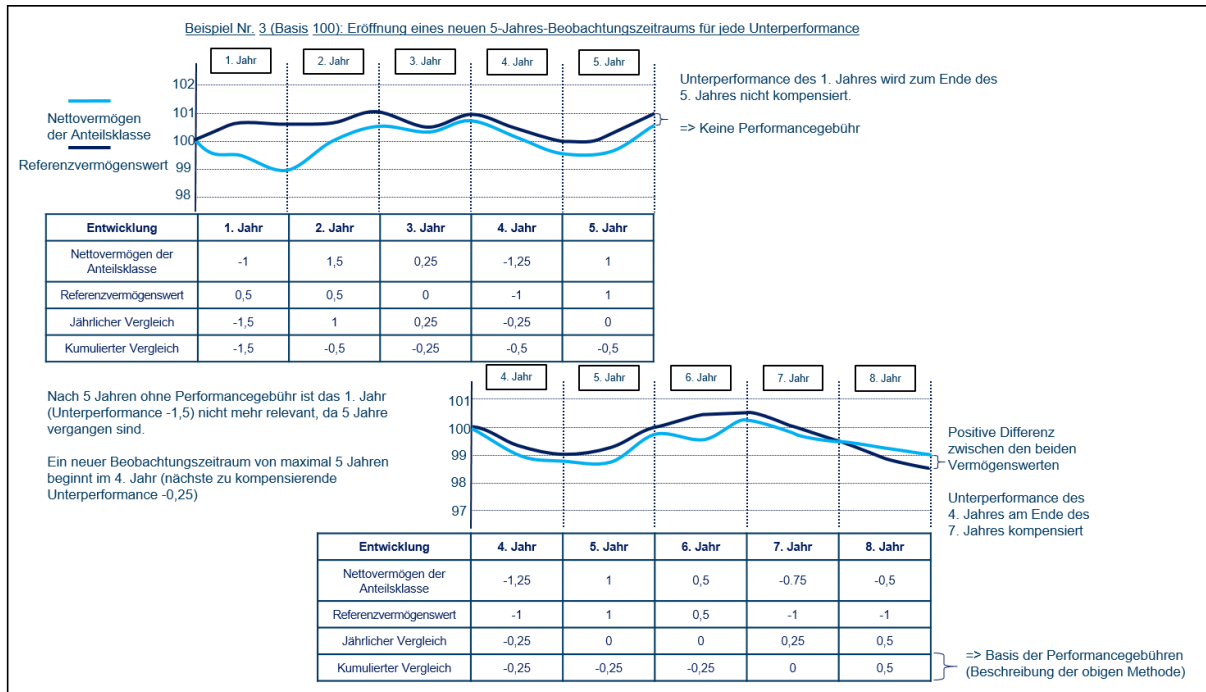 Beispiel Nr. 3 (Basis 100): Eröffnung eines neuen 5-Jahres-Beobachtungszeitraums für jede Unterperformance
1. Jahr 2. Jahr 3. Jahr 4. Jahr 5. Jahr
Nettovermögen
der Anteilsklasse
Referenzvermögenswert
102
101
100
99
98
Unterperformance des 1. Jahres wird zum Ende des
5. Jahres nicht kompensiert.
=> Keine Performancegebühr
Entwicklung 1. Jahr 2. Jahr 3. Jahr 4. Jahr 5. Jahr
Nettovermögen der
Anteilsklasse -1 1,5 0,25 -1,25 1
Referenzvermögenswert 0,5 0,5 0 -1 1
Jährlicher Vergleich -1,5 1 0,25 -0,25 0
Kumulierter Vergleich -1,5 -0,5 -0,25 -0,5 -0,5
Nach 5 Jahren ohne Performancegebühr ist das 1. Jahr
(Unterperformance -1,5) nicht mehr relevant, da 5 Jahre
vergangen sind.
Ein neuer Beobachtungszeitraum von maximal 5 Jahren
beginnt im 4. Jahr (nächste zu kompensierende
Unterperformance -0,25)
4. Jahr 5. Jahr 6. Jahr 7. Jahr 8. Jahr
101
100
99
98
97
Positive Differenz
zwischen den beiden
Vermögenswerten
Unterperformance des
4. Jahres am Ende des
7. Jahres kompensiert
Entwicklung 4. Jahr 5. Jahr 6. Jahr 7. Jahr 8. Jahr
Nettovermögen der
Anteilsklasse -1,25 1 0,5 -0.75 -0,5
Referenzvermögenswert -1 1 0,5 -1 -1
Jährlicher Vergleich -0,25 0 0 0,25 0,5
Kumulierter Vergleich -0,25 -0,25 -0,25 0 0,5
=> Basis der Performancegebühren
(Beschreibung der obigen Methode)